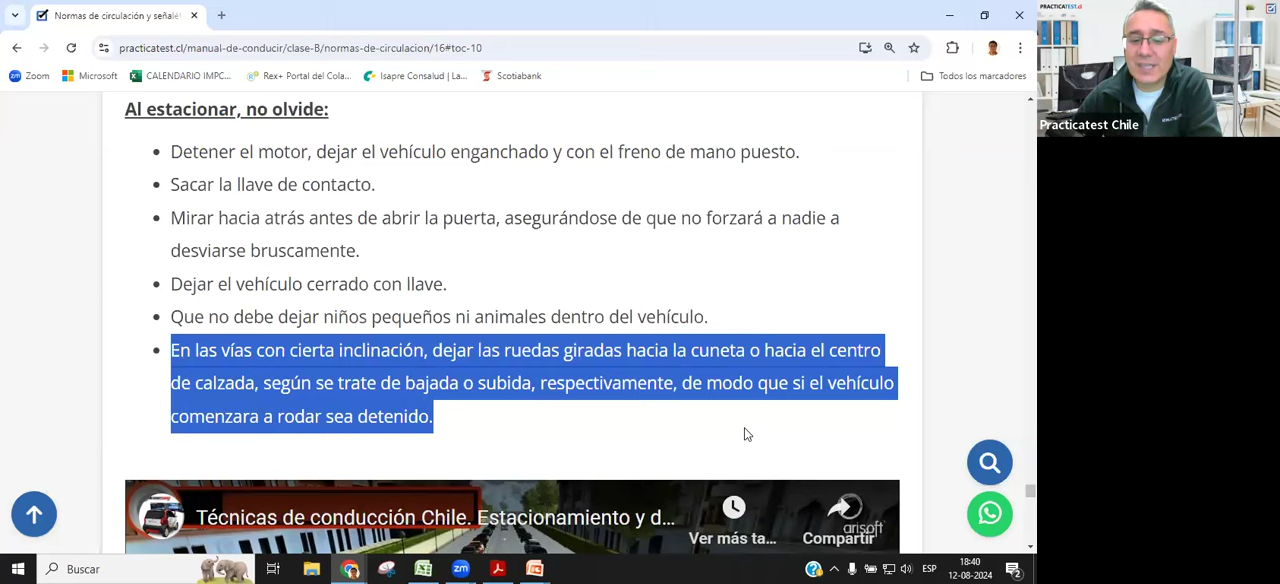 Normas de circulación y señalét
practicatest.cl/manual-de-conducir/clase-B/normas-de-circulacion/16#toc-10
Zoom
Microsoft
CALENDARIO IMPC...
Rex+ Portal del Cola...
Isapre Consalud | La...
Scotiabank
Todos los marcadores
PRACTICATEST.cl
Practicatest Chile
Al estacionar, no olvide:
Detener el motor, dejar el vehículo enganchado y con el freno de mano puesto.
Sacar la llave de contacto.
Mirar hacia atrás antes de abrir la puerta, asegurándose de que no forzará a nadie a
desviarse bruscamente.
Dejar el vehículo cerrado con llave.
Que no debe dejar niños pequeños ni animales dentro del vehículo.
En las vías con cierta inclinación, dejar las ruedas giradas hacia la cuneta o hacia el centro
de calzada, según se trate de bajada o subida, respectivamente, de modo que si el vehículo
comenzara a rodar sea detenido.
Técnicas de conducción Chile. Estacionamiento y d...
Ver más ta...
Compartir
arisoft
Buscar
ESP
18:40
12-08-2024
2